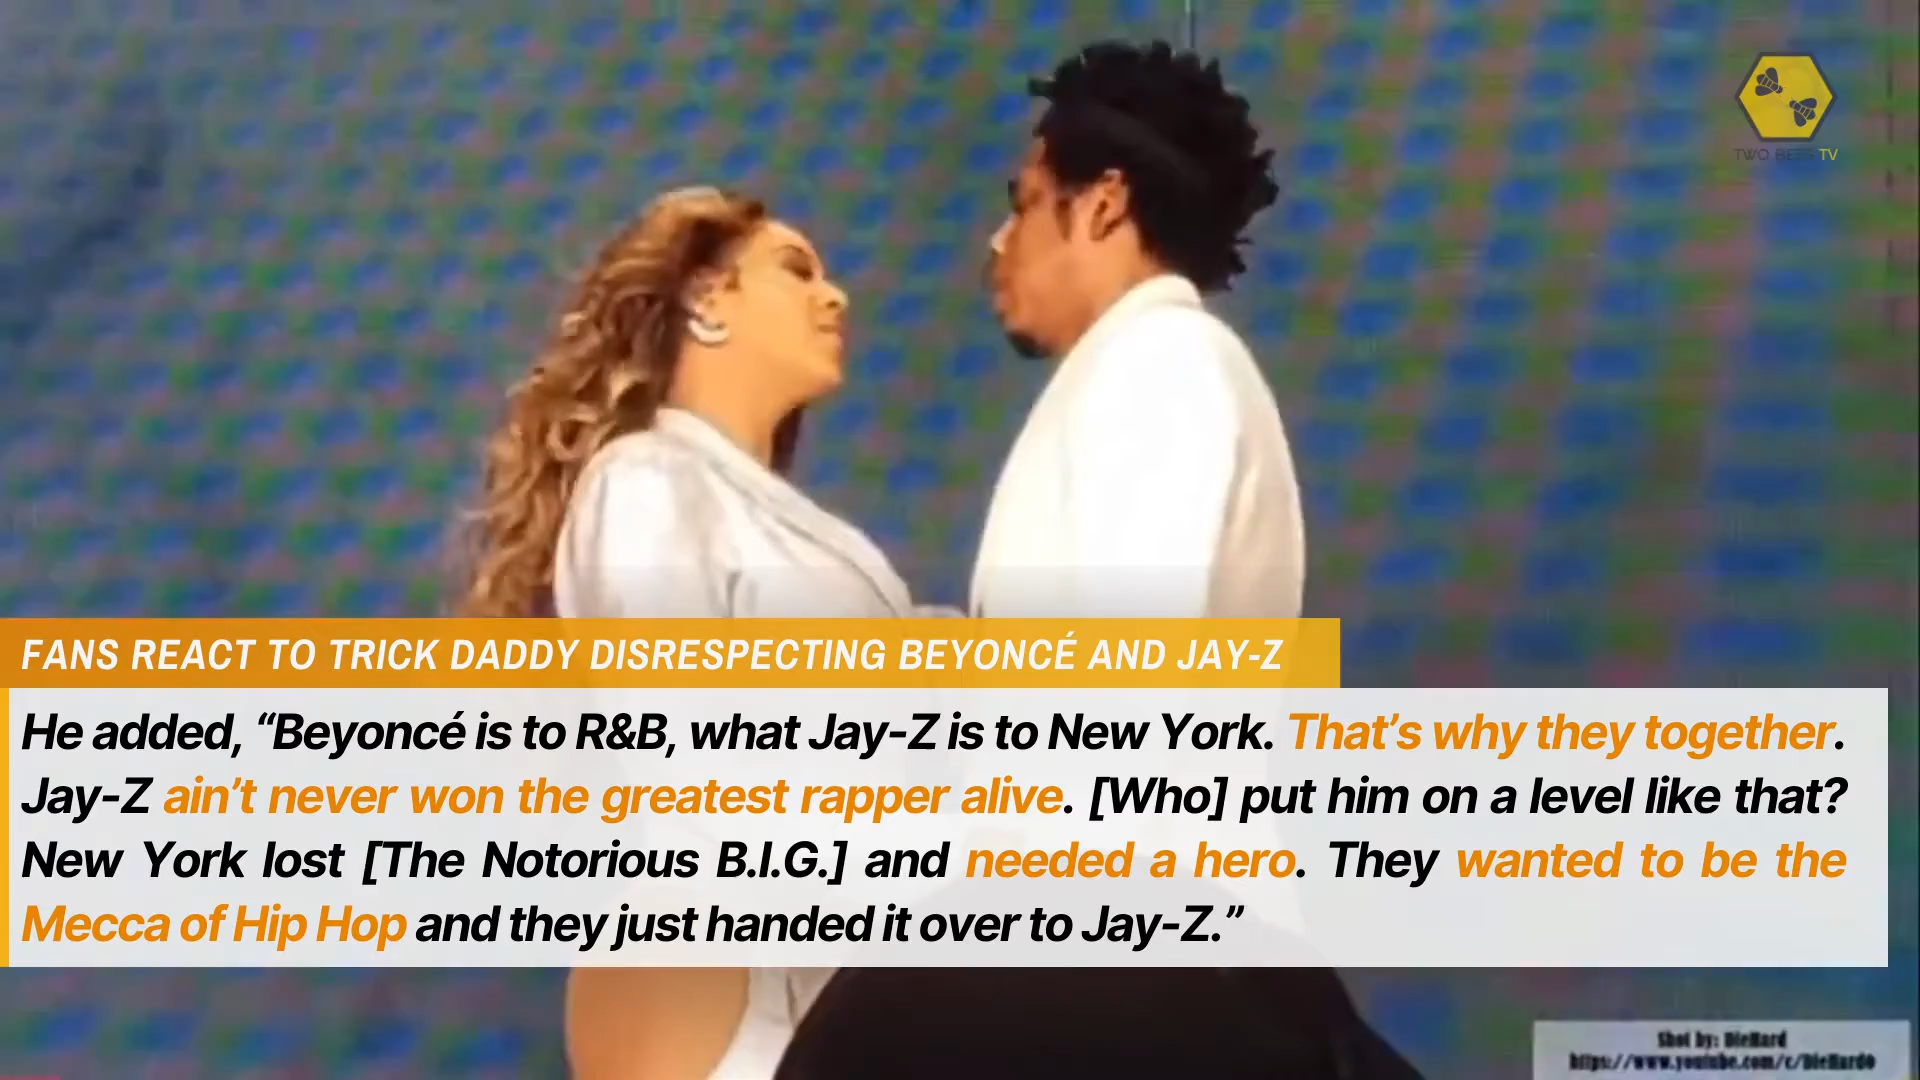 TWO BEES TV
FANS REACT TO TRICK DADDY DISRESPECTING BEYONCÉ AND JAY-Z
He added, “Beyoncé is to R&B, what Jay-Z is to New York. That’s why they together.
Jay-Z ain’t never won the greatest rapper alive. [Who] put him on a level like that?
New York lost [The Notorious B.I.G.] and needed a hero. They wanted to be the
Mecca of Hip Hop and they just handed it over to Jay-Z.”
Shot by: DieHard